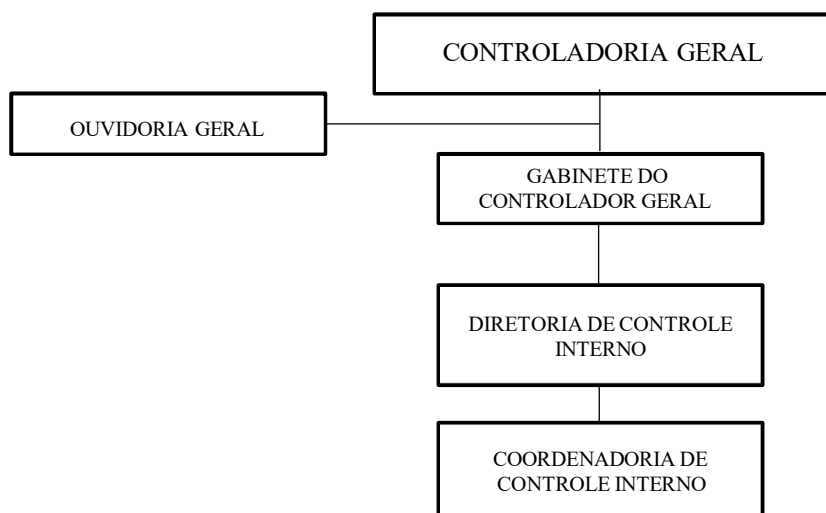 CONTROLADORIA GERAL
OUVIDORIA GERAL
GABINETE DO
CONTROLADOR GERAL
DIRETORIA DE CONTROLE
INTERNO
COORDENADORIA DE
CONTROLE INTERNO